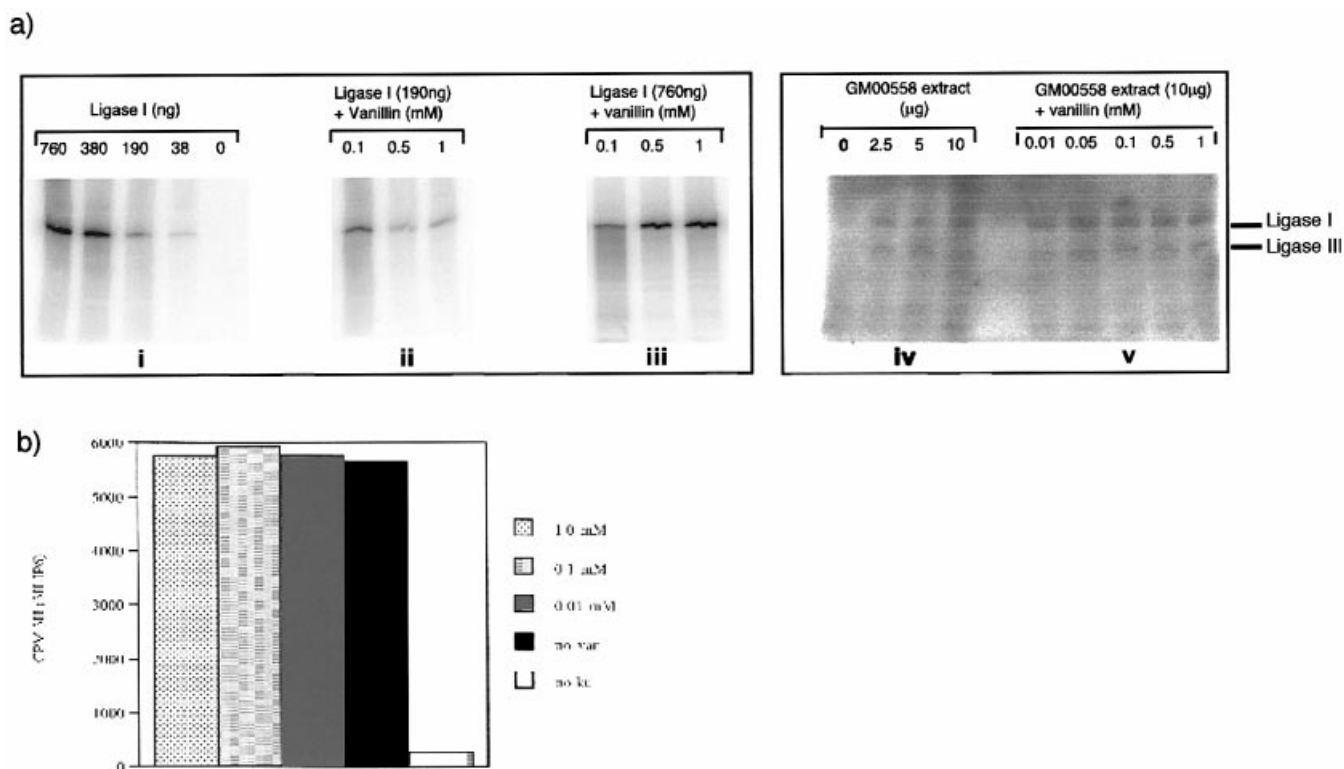 a)
Ligase I (ng)
760 380 190 38 0
i
Ligase I (190ng)
+ Vanillin (mM)
0.1 0.5 1
ii
Ligase I (760ng)
+ vanillin (mM)
0.1 0.5 1
iii
GM00558 extract
(µg)
0 2.5 5 10
iv
GM00558 extract (10µg)
+ vanillin (mM)
0.01 0.05 0.1 0.5 1
v
Ligase I
Ligase III
b)
6000
5000
4000
3000
2000
1000
0
1 0 mM
0 1 mM
0 01 mM
no van
no